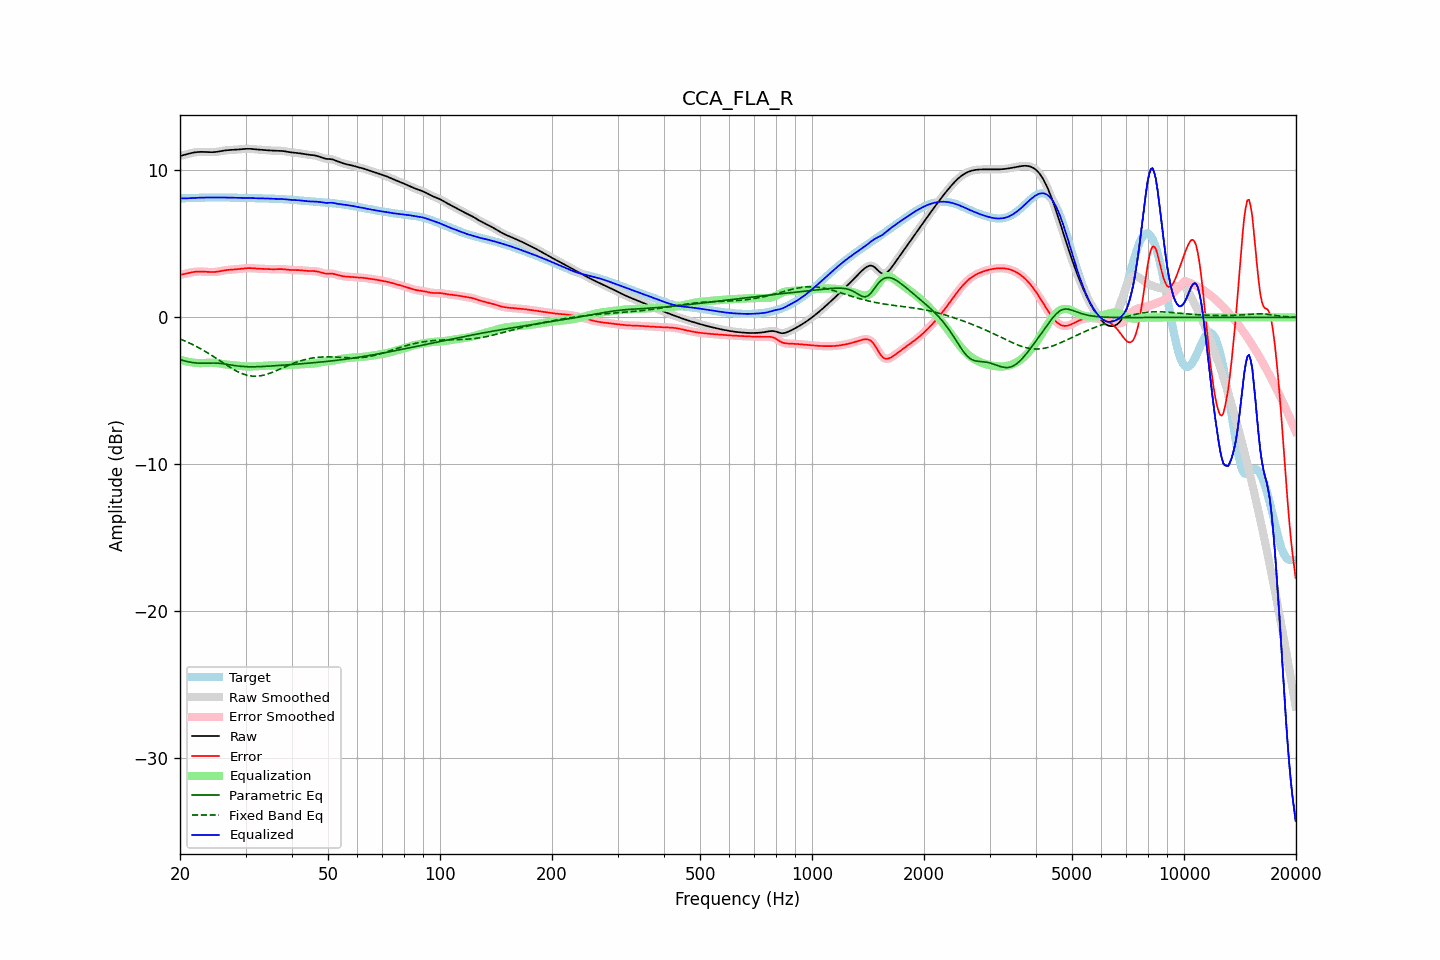 CCA_FLA_R
10
0
−10
−20
−30
Amplitude (dBr)
Target
Raw Smoothed
Error Smoothed
Raw
Error
Equalization
Parametric Eq
Fixed Band Eq
Equalized
20 50 100 200 500 1000 2000 5000 10000 20000
Frequency (Hz)